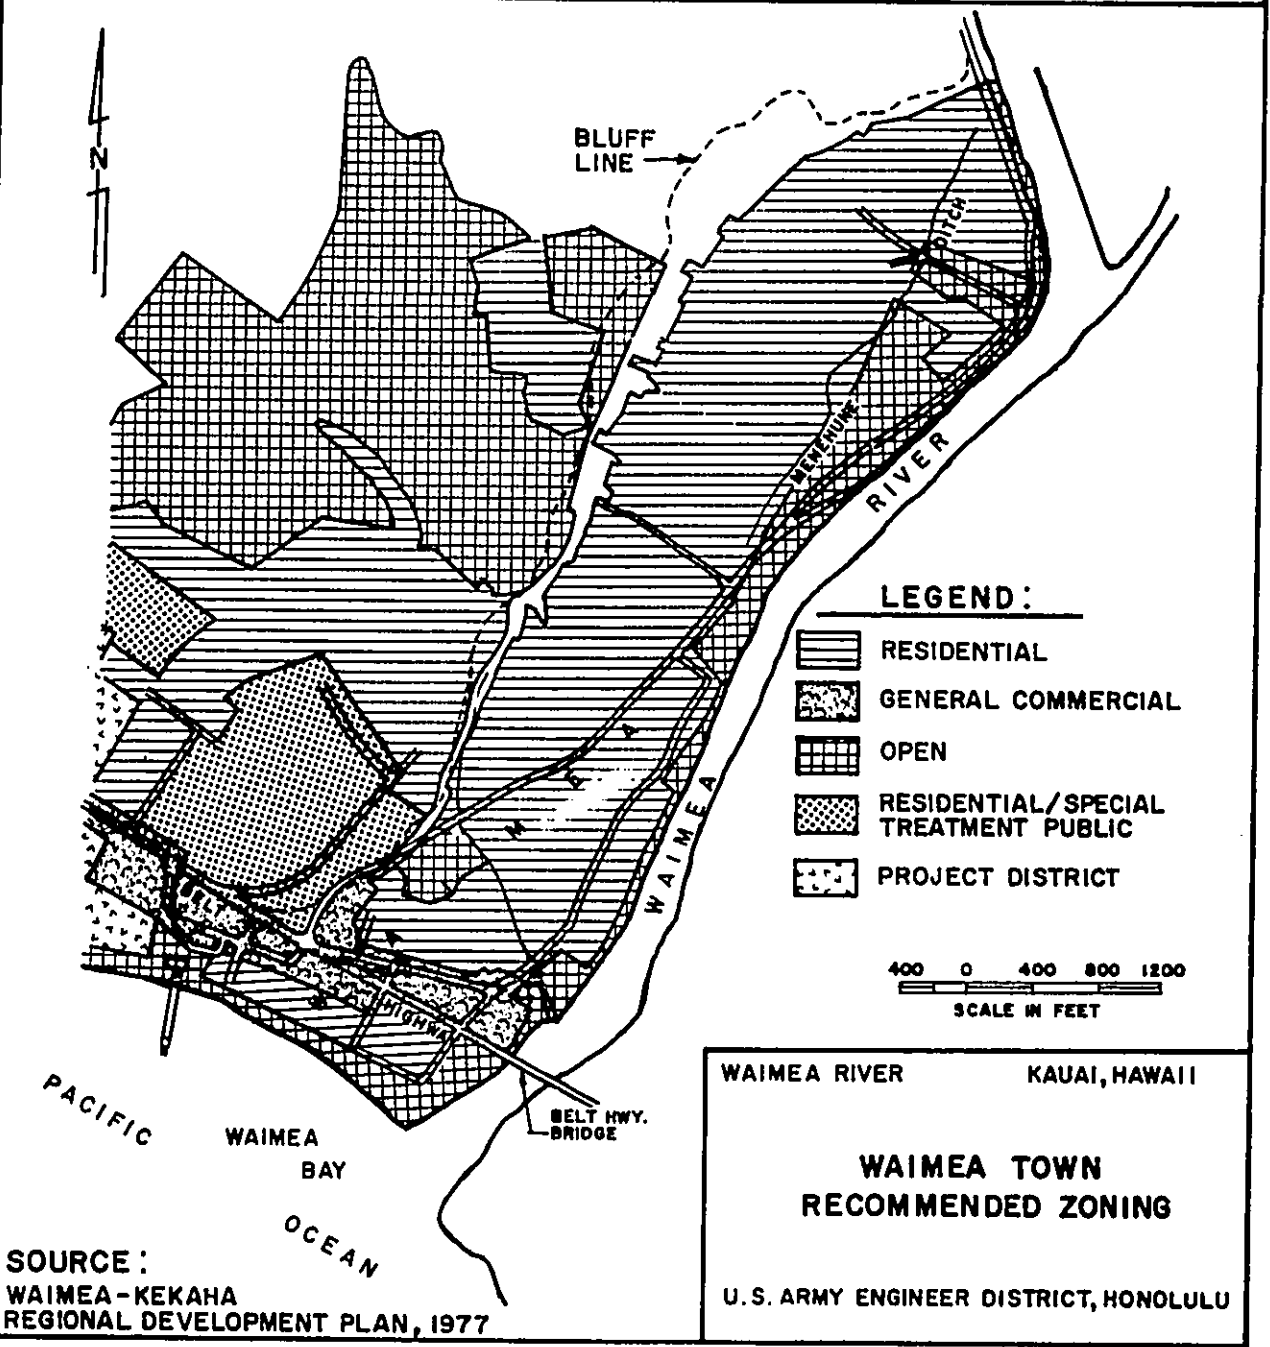 N
BLUFF
LINE
DITCH
MENEHUNE
RIVER
WAIMEA
WAIMEA
BELT
HIGHWAY
BELT HWY.
BRIDGE
PACIFIC
OCEAN
WAIMEA
BAY
LEGEND:
RESIDENTIAL
GENERAL COMMERCIAL
OPEN
RESIDENTIAL/SPECIAL
TREATMENT PUBLIC
PROJECT DISTRICT
400 0 400 800 1200
SCALE IN FEET
WAIMEA RIVER KAUAI, HAWAII
WAIMEA TOWN
RECOMMENDED ZONING
U.S. ARMY ENGINEER DISTRICT, HONOLULU
SOURCE:
WAIMEA-KEKAHA
REGIONAL DEVELOPMENT PLAN, 1977